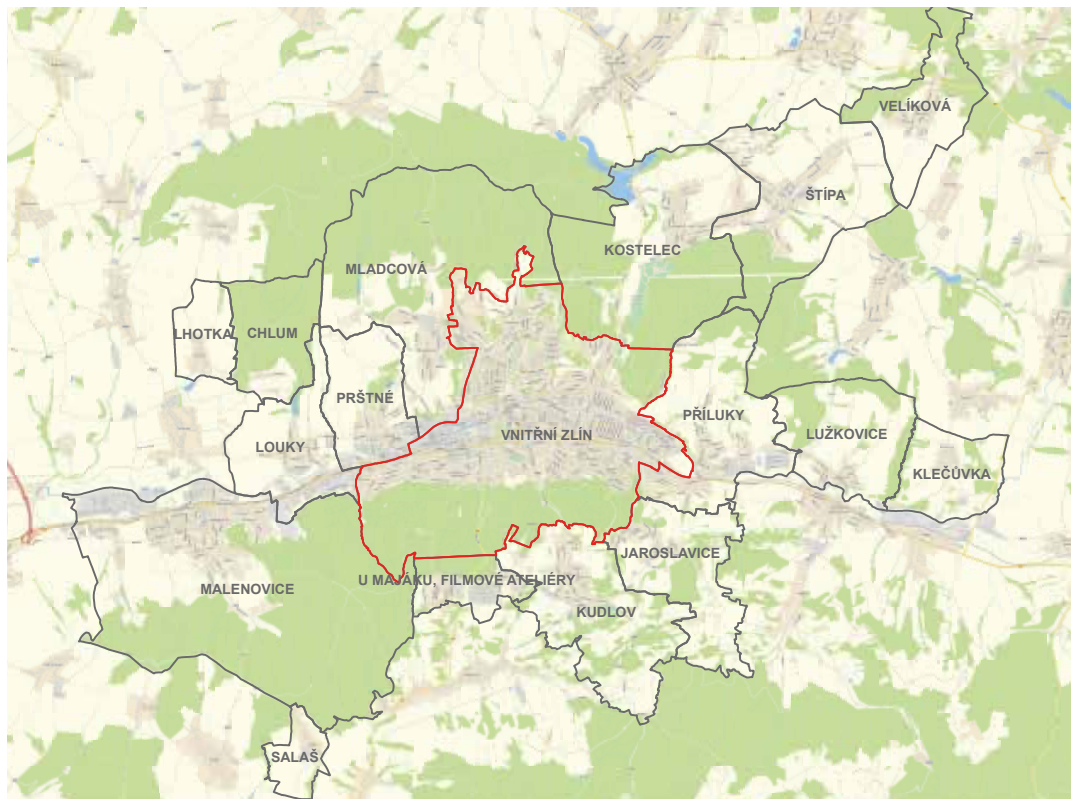 VELÍKOVÁ
ŠTÍPA
KOSTELEC
MLADCOVÁ
LHOTKA
CHLUM
PRŠTNÉ
PŘÍLUKY
VNITŘNÍ ZLÍN
LUŽKOVICE
LOUKY
KLEČŮVKA
JAROSLAVICE
U MAJÁKU, FILMOVÉ ATELIÉRY
MALENOVICE
KUDLOV
SALAŠ